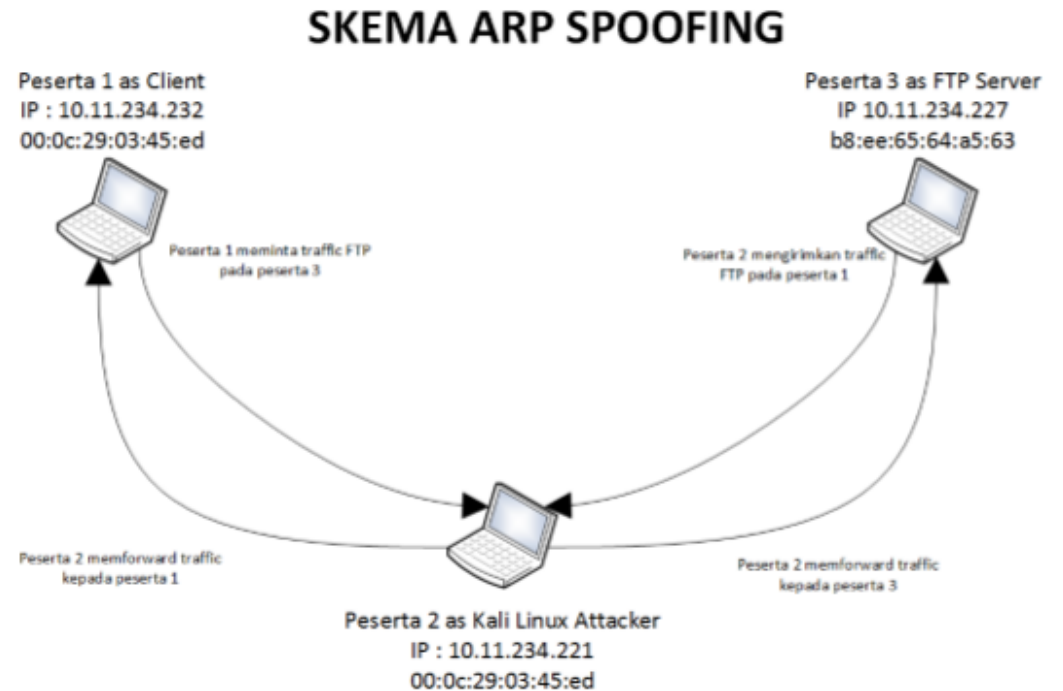 SKEMA ARP SPOOFING
Peserta 1 as Client
IP : 10.11.234.232
00:0c:29:03:45:ed
Peserta 3 as FTP Server
IP 10.11.234.227
b8:ee:65:64:a5:63
Peserta 1 meminta traffic FTP
pada peserta 3
Peserta 2 mengirimkan traffic
FTP pada peserta 1
Peserta 2 memforward traffic
kepada peserta 1
Peserta 2 memforward traffic
kepada peserta 3
Peserta 2 as Kali Linux Attacker
IP : 10.11.234.221
00:0c:29:03:45:ed